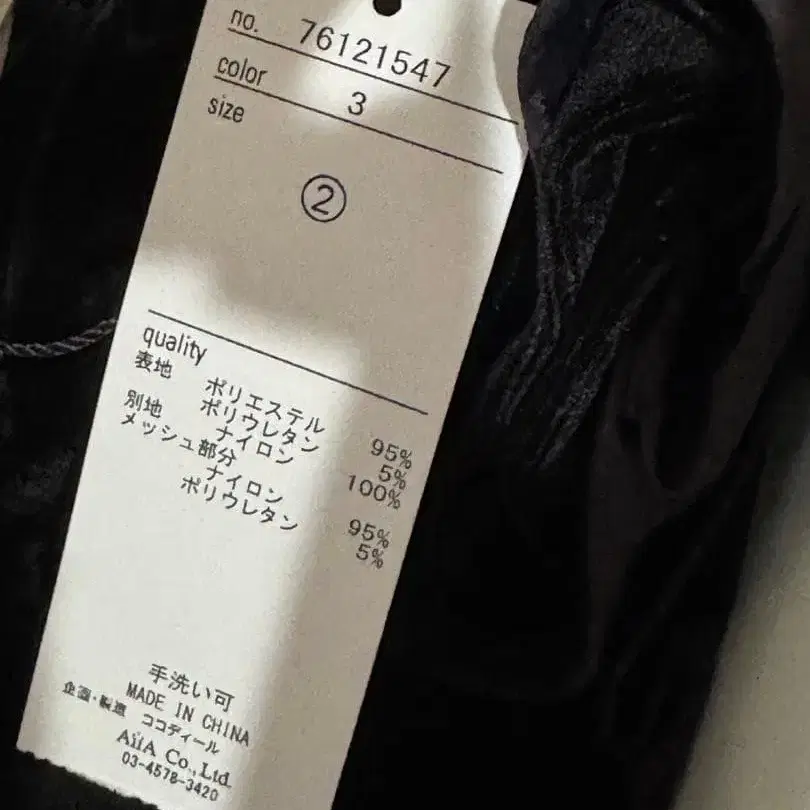 no. 76121547
color 3
size
②
quality
表地 ポリエステル 95%
ポリウレタン 5%
別地 ナイロン 100%
メッシュ部分
ナイロン 95%
ポリウレタン 5%
手洗い可
MADE IN CHINA
企画・製造 ココディール
AiiA Co.,Ltd.
03-4578-3420